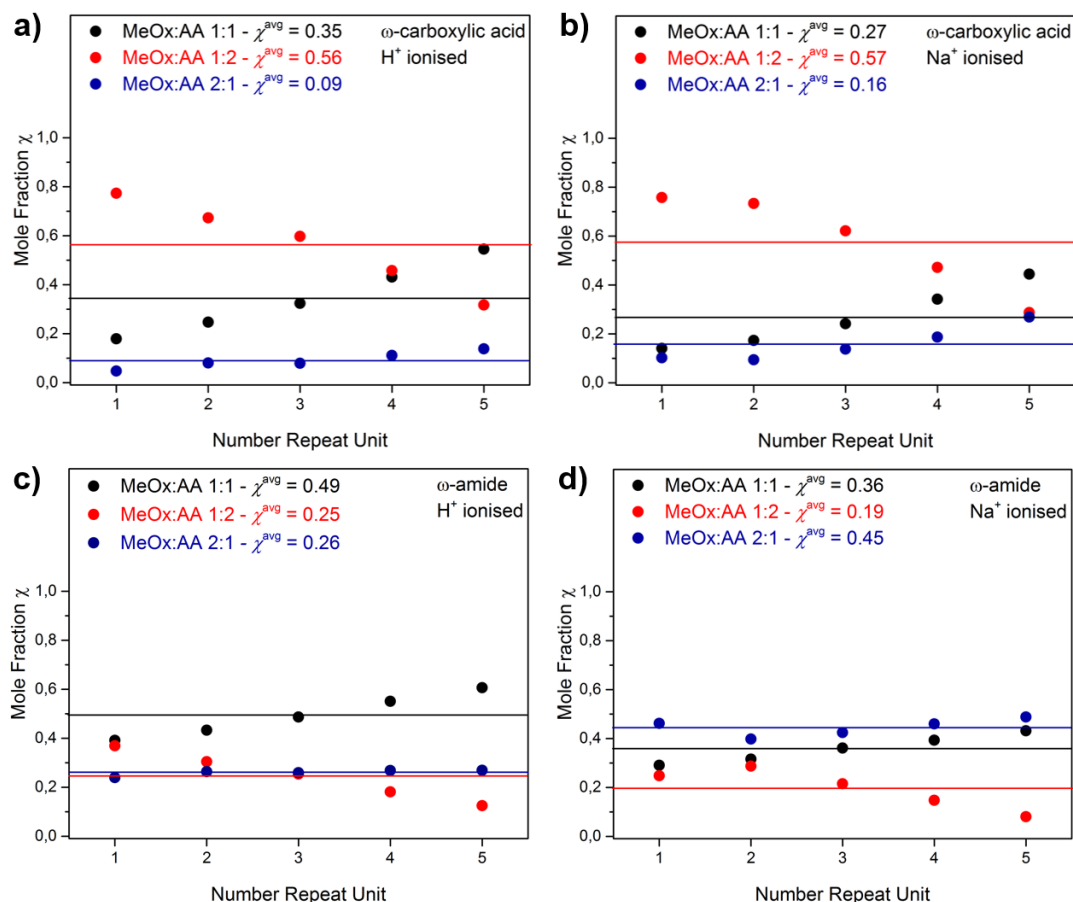 a)
MeOx:AA 1:1 - χavg = 0.35
MeOx:AA 1:2 - χavg = 0.56
MeOx:AA 2:1 - χavg = 0.09
ω-carboxylic acid
H+ ionised
1,0
0,8
0,6
0,4
0,2
0,0
Mole Fraction χ
1 2 3 4 5
Number Repeat Unit
b)
MeOx:AA 1:1 - χavg = 0.27
MeOx:AA 1:2 - χavg = 0.57
MeOx:AA 2:1 - χavg = 0.16
ω-carboxylic acid
Na+ ionised
1,0
0,8
0,6
0,4
0,2
0,0
Mole Fraction χ
1 2 3 4 5
Number Repeat Unit
c)
MeOx:AA 1:1 - χavg = 0.49
MeOx:AA 1:2 - χavg = 0.25
MeOx:AA 2:1 - χavg = 0.26
ω-amide
H+ ionised
1,0
0,8
0,6
0,4
0,2
0,0
Mole Fraction χ
1 2 3 4 5
Number Repeat Unit
d)
MeOx:AA 1:1 - χavg = 0.36
MeOx:AA 1:2 - χavg = 0.19
MeOx:AA 2:1 - χavg = 0.45
ω-amide
Na+ ionised
1,0
0,8
0,6
0,4
0,2
0,0
Mole Fraction χ
1 2 3 4 5
Number Repeat Unit